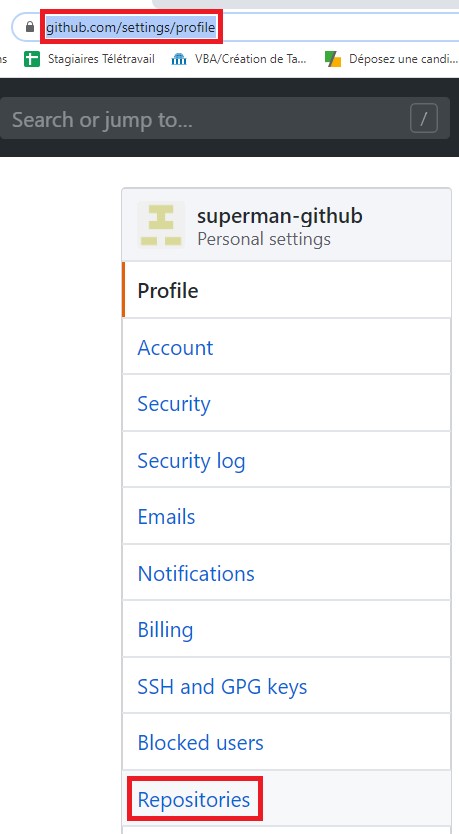 github.com/settings/profile
ns Stagiaires Télétravail VBA/Création de Ta... Déposez une candi...
Search or jump to... /
superman-github
Personal settings
Profile
Account
Security
Security log
Emails
Notifications
Billing
SSH and GPG keys
Blocked users
Repositories